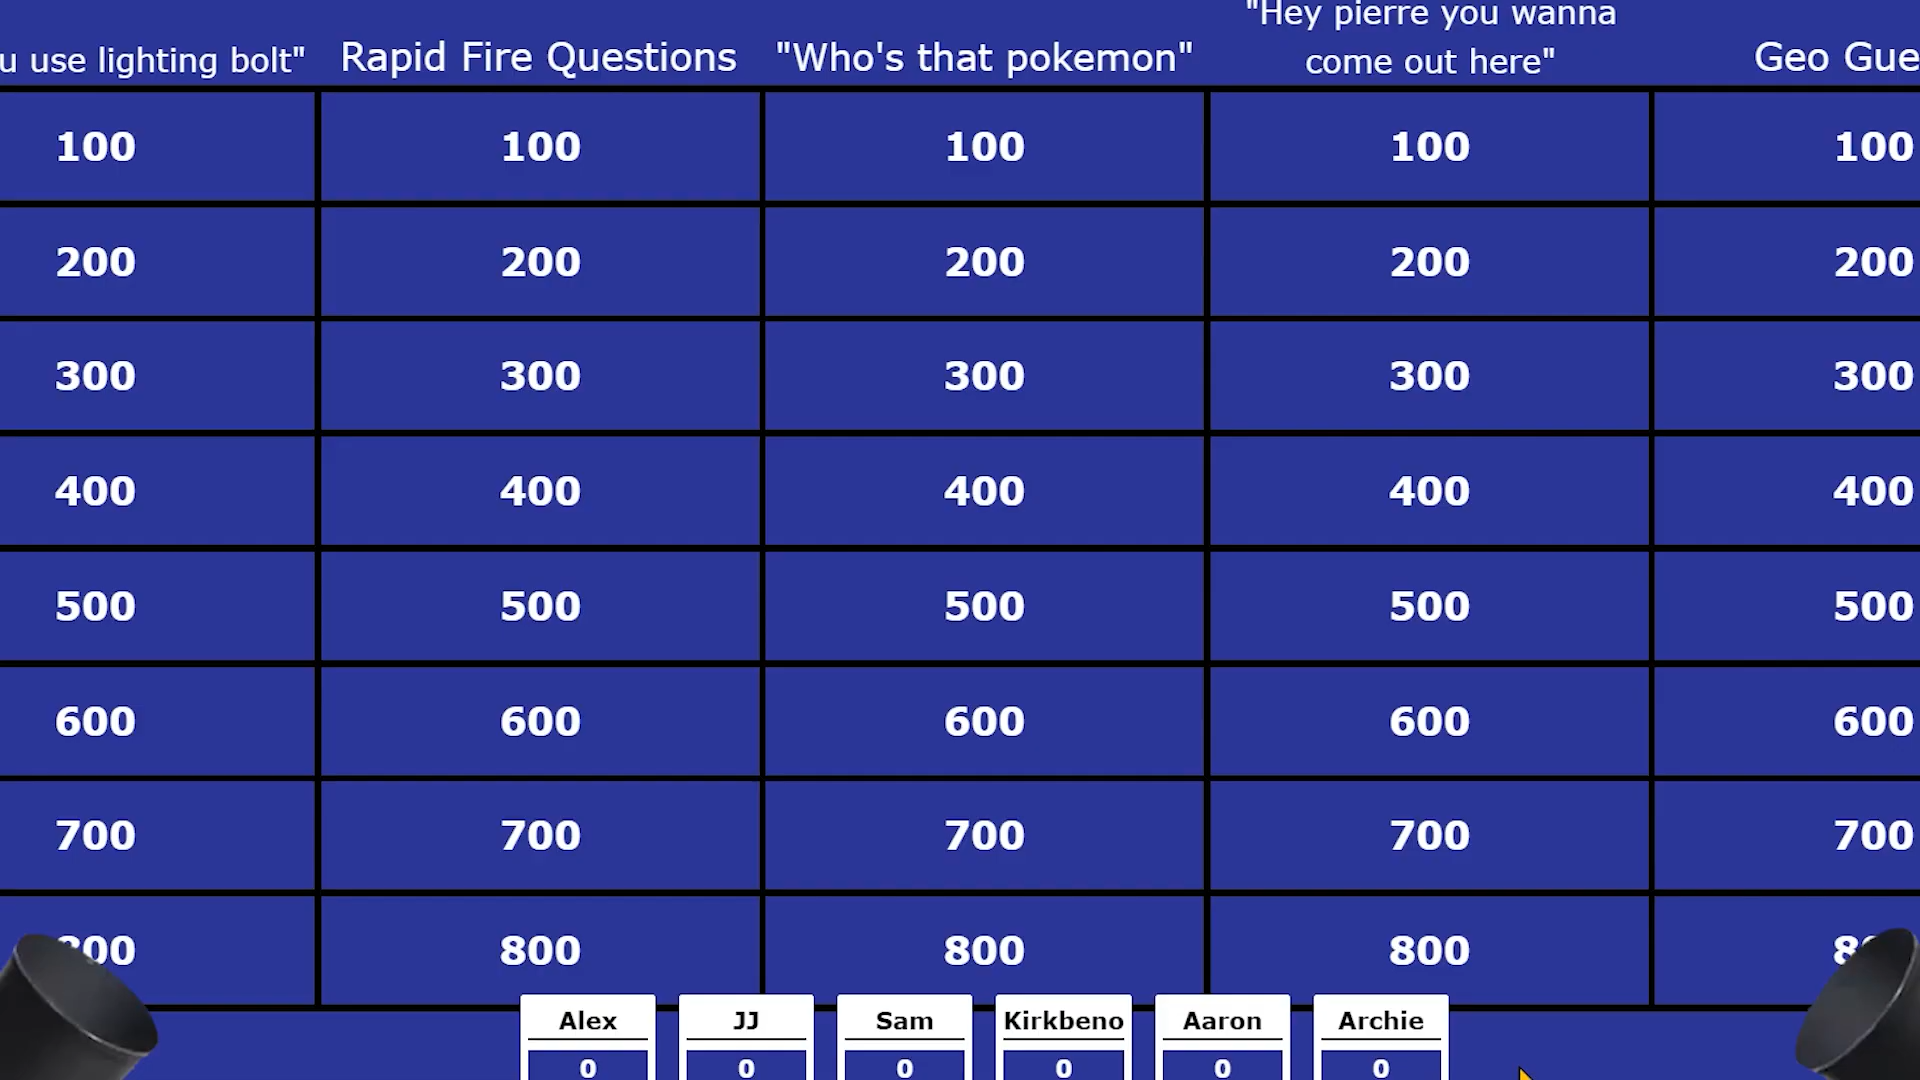 "Hey pierre you wanna
u use lighting bolt" Rapid Fire Questions "Who's that pokemon" come out here" Geo Gue
100 100 100 100 100
200 200 200 200 200
300 300 300 300 300
400 400 400 400 400
500 500 500 500 500
600 600 600 600 600
700 700 700 700 700
800 800 800 800 800
Alex JJ Sam Kirkbeno Aaron Archie
0 0 0 0 0 0